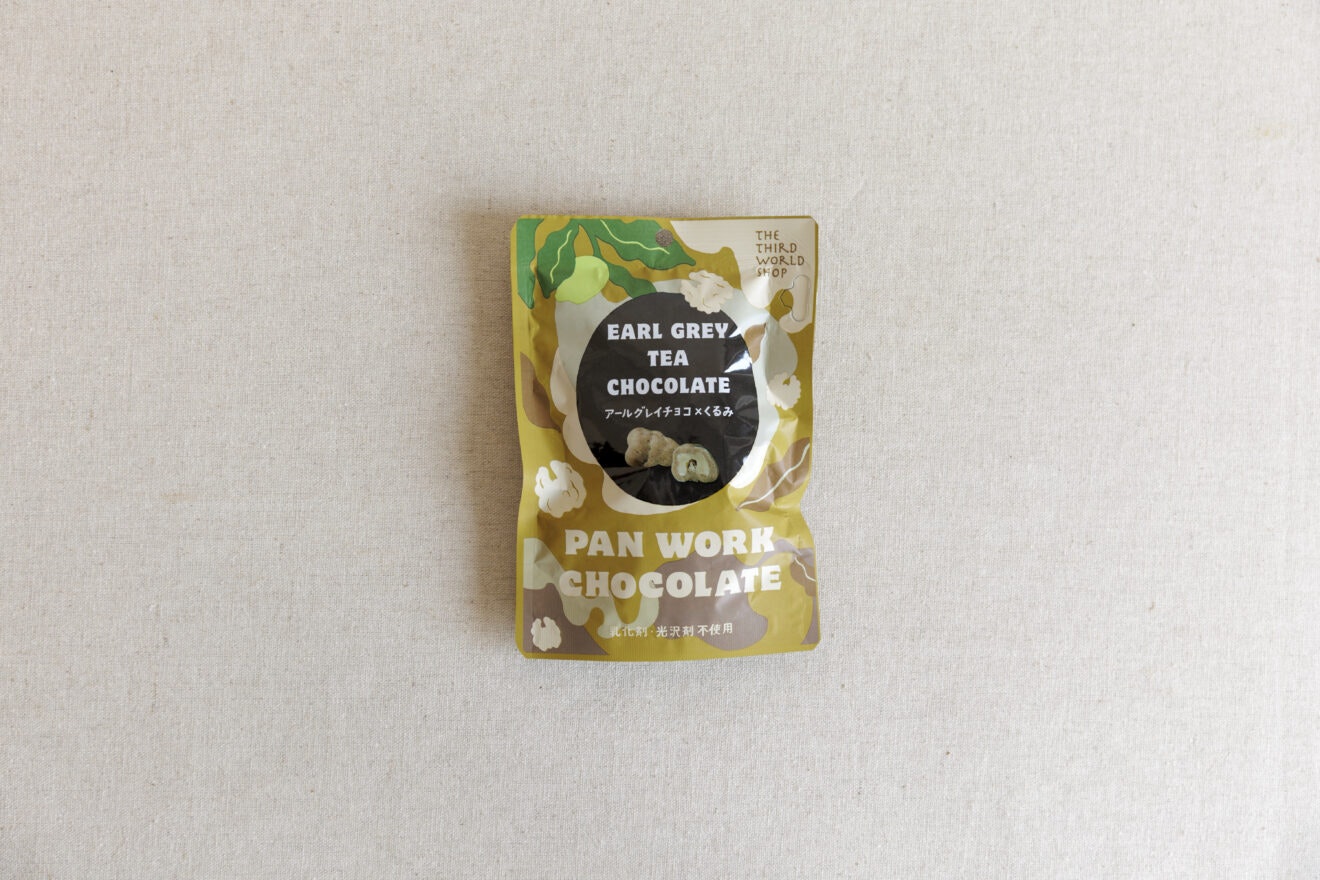 THE
THIRD
WORLD
SHOP
EARL GREY
TEA
CHOCOLATE
アールグレイチョコ×くるみ
PAN WORK
CHOCOLATE
乳化剤・光沢剤 不使用